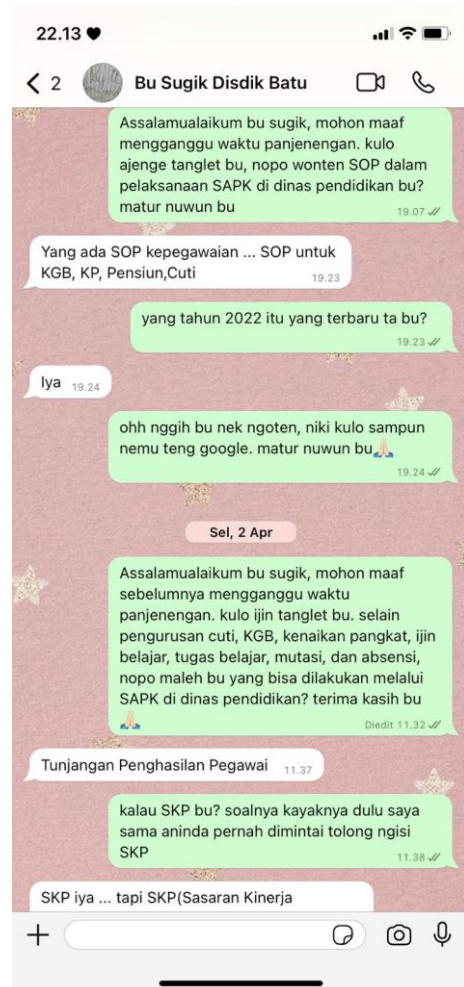 22.13
2
Bu Sugik Disdik Batu
Assalamualaikum bu sugik, mohon maaf
mengganggu waktu panjenengan. kulo
ajenge tanglet bu, nopo wonten SOP dalam
pelaksanaan SAPK di dinas pendidikan bu?
matur nuwun bu
19.07
Yang ada SOP kepegawaian ... SOP untuk
KGB, KP, Pensiun,Cuti
19.23
yang tahun 2022 itu yang terbaru ta bu?
19.23
Iya 19.24
ohh nggih bu nek ngoten, niki kulo sampun
nemu teng google. matur nuwun bu🙏🏻
19.24
Sel, 2 Apr
Assalamualaikum bu sugik, mohon maaf
sebelumnya mengganggu waktu
panjenengan. kulo ijin tanglet bu. selain
pengurusan cuti, KGB, kenaikan pangkat, ijin
belajar, tugas belajar, mutasi, dan absensi,
nopo maleh bu yang bisa dilakukan melalui
SAPK di dinas pendidikan? terima kasih bu
🙏🏻
Diedit 11.32
Tunjangan Penghasilan Pegawai 11.37
kalau SKP bu? soalnya kayaknya dulu saya
sama aninda pernah dimintai tolong ngisi
SKP
11.38
SKP iya ... tapi SKP(Sasaran Kinerja